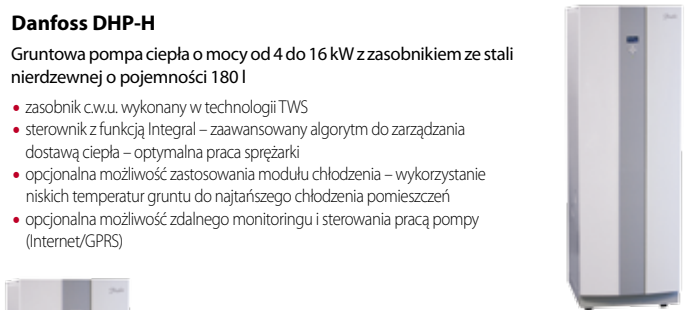 Danfoss DHP-H
Gruntowa pompa ciepła o mocy od 4 do 16 kW z zasobnikiem ze stali
nierdzewnej o pojemności 180 l
• zasobnik c.w.u. wykonany w technologii TWS
• sterownik z funkcją Integral – zaawansowany algorytm do zarządzania
dostawą ciepła – optymalna praca sprężarki
• opcjonalna możliwość zastosowania modułu chłodzenia – wykorzystanie
niskich temperatur gruntu do najtańszego chłodzenia pomieszczeń
• opcjonalna możliwość zdalnego monitoringu i sterowania pracą pompy
(Internet/GPRS)